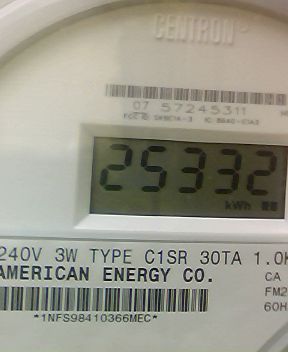 CENTRON
07 57245311
25332
kWh
240V 3W TYPE C1SR 30TA 1.0K
AMERICAN ENERGY CO.
CA
FM2
60H
*1NFS98410366MEC*